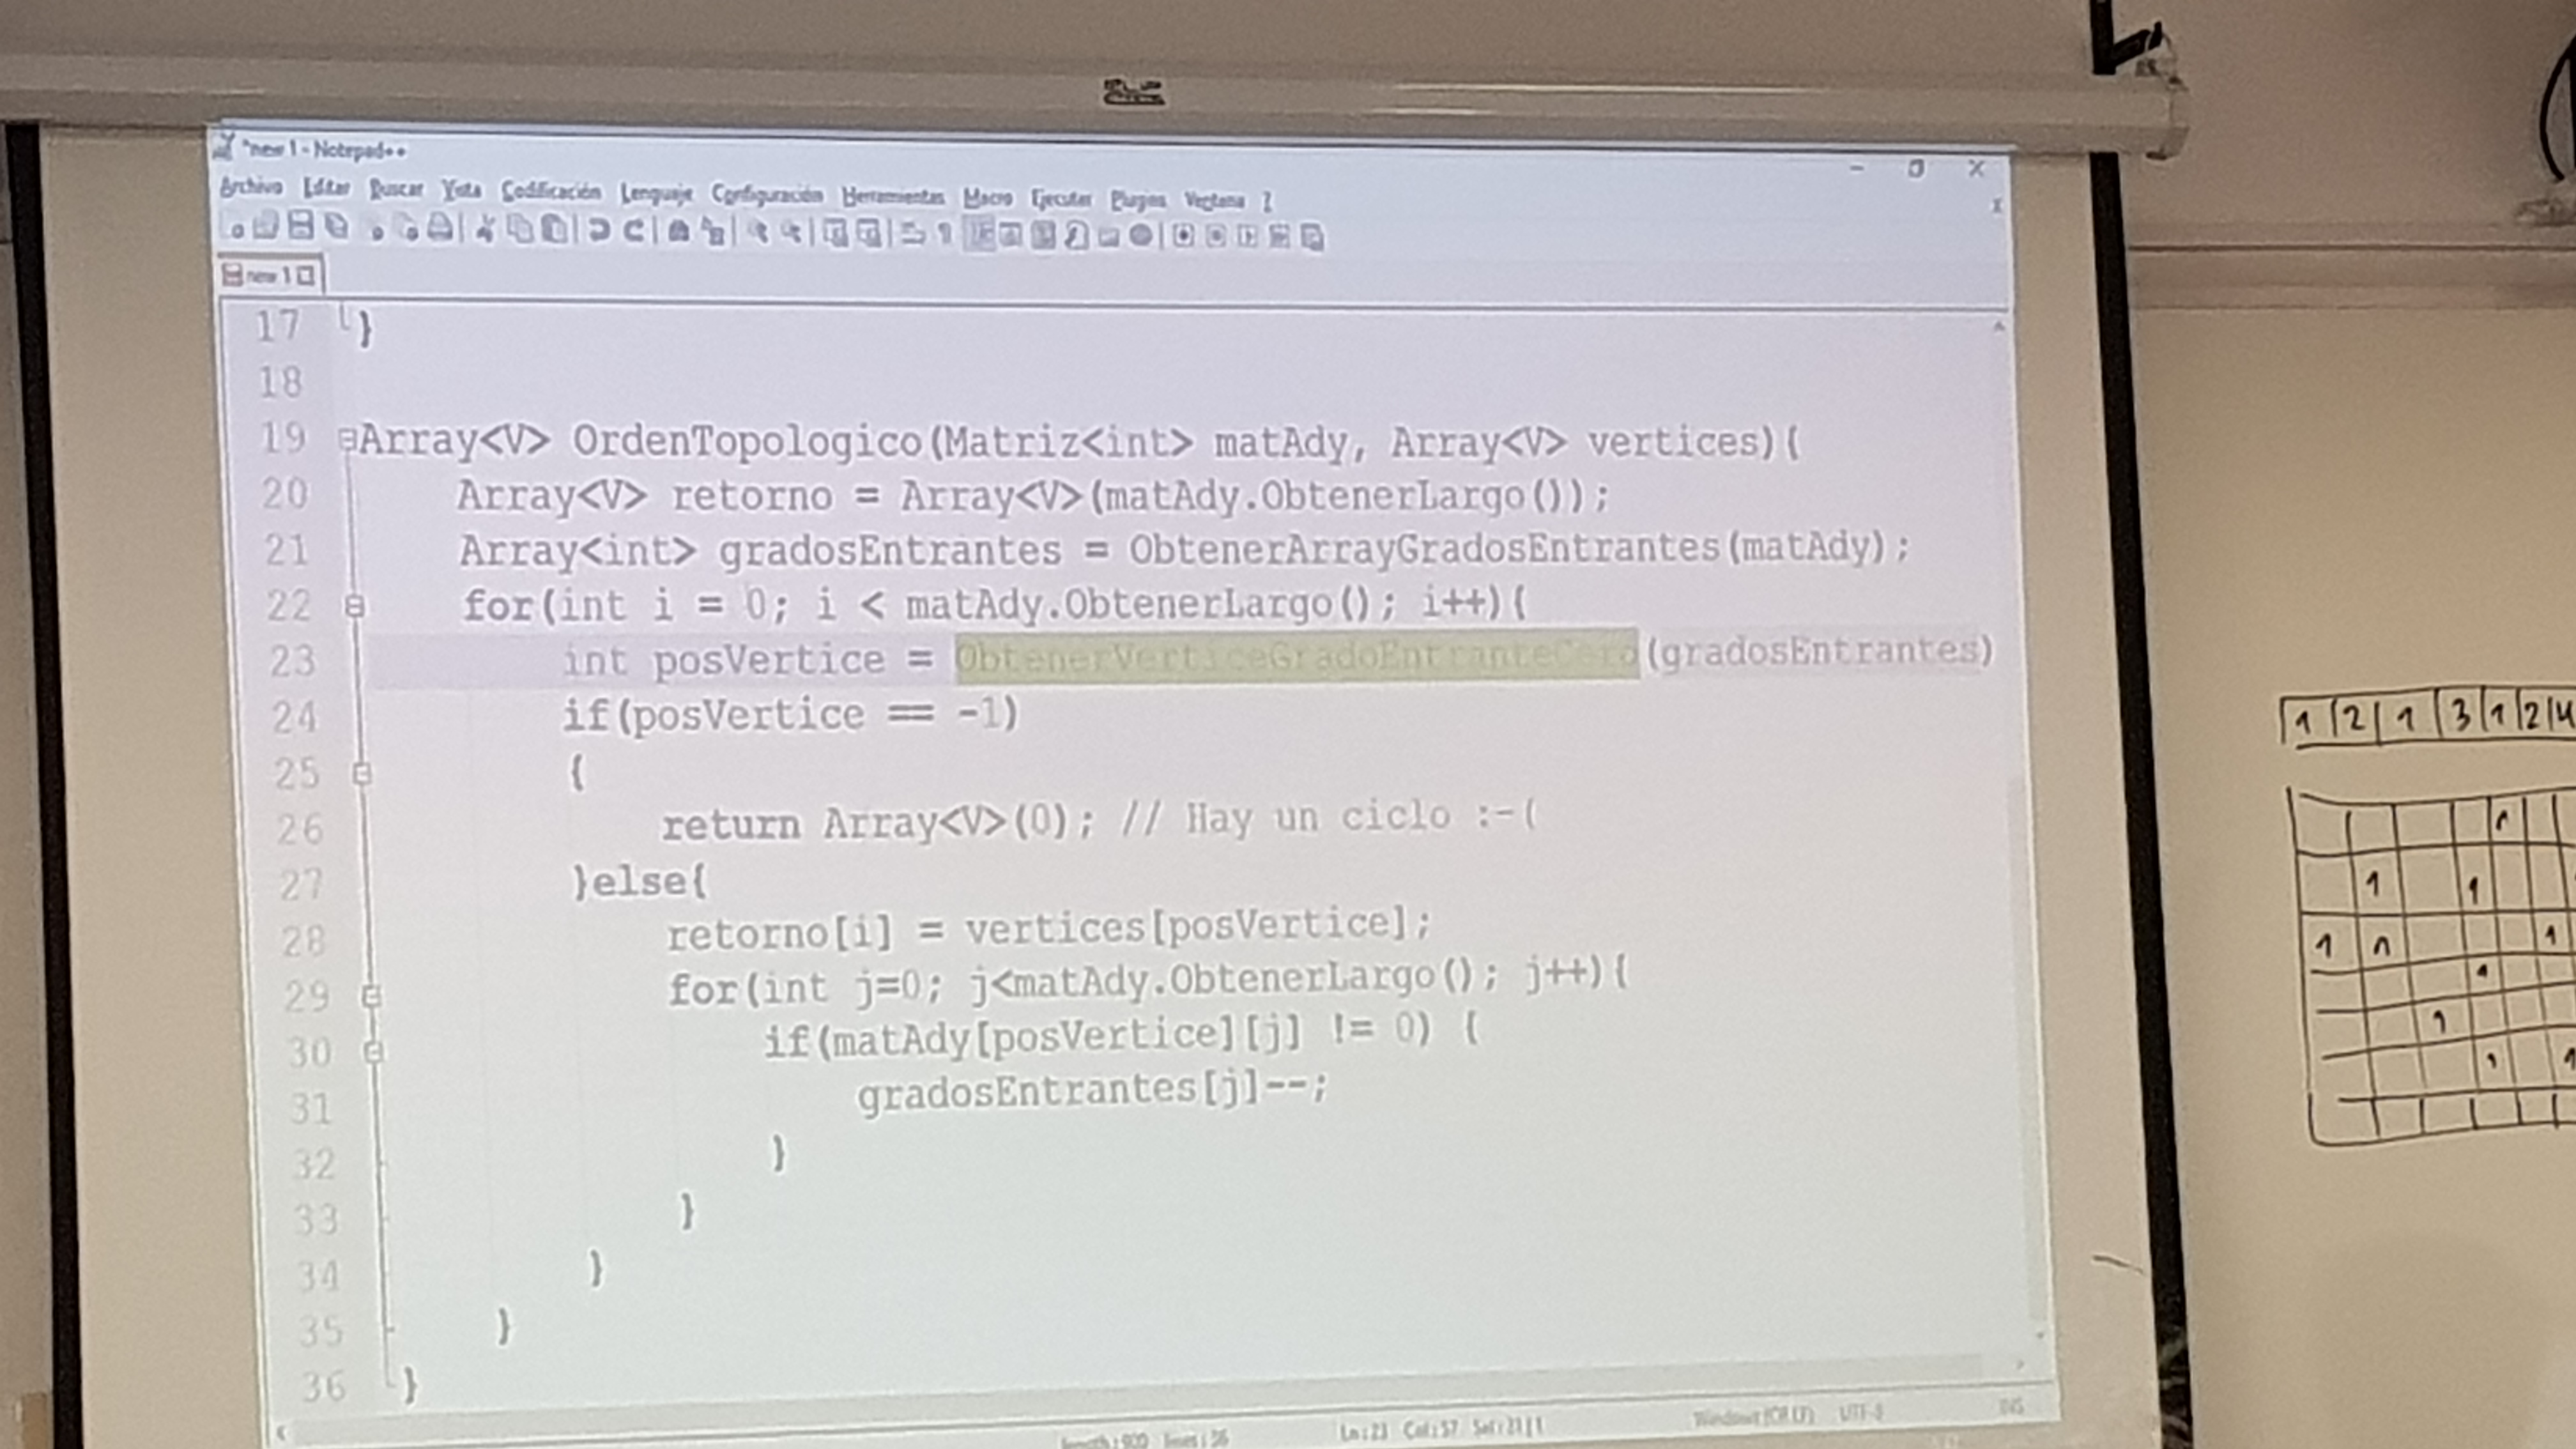 *new 1 - Notepad++
Archivo Editar Buscar Vista Codificación Lenguaje Configuración Herramientas Macro Ejecutar Plugins Ventana ?
new 1
17 }
18
19 Array<V> OrdenTopologico(Matriz<int> matAdy, Array<V> vertices){
20 Array<V> retorno = Array<V>(matAdy.ObtenerLargo());
21 Array<int> gradosEntrantes = ObtenerArrayGradosEntrantes(matAdy);
22 for(int i = 0; i < matAdy.ObtenerLargo(); i++){
23 int posVertice = ObtenerVerticeGradoEntranteCero(gradosEntrantes)
24 if(posVertice == -1)
25 {
26 return Array<V>(0); // Hay un ciclo :-(
27 }else{
28 retorno[i] = vertices[posVertice];
29 for(int j=0; j<matAdy.ObtenerLargo(); j++){
30 if(matAdy[posVertice][j] != 0) {
31 gradosEntrantes[j]--;
32 }
33 }
34 }
35 }
36 }
length : 900 lines : 36 Ln : 23 Col : 57 Windows (CR LF) UTF-8 INS
1 2 1 3 1 2 4
1
1 1
1 1 1
1
1
1 1